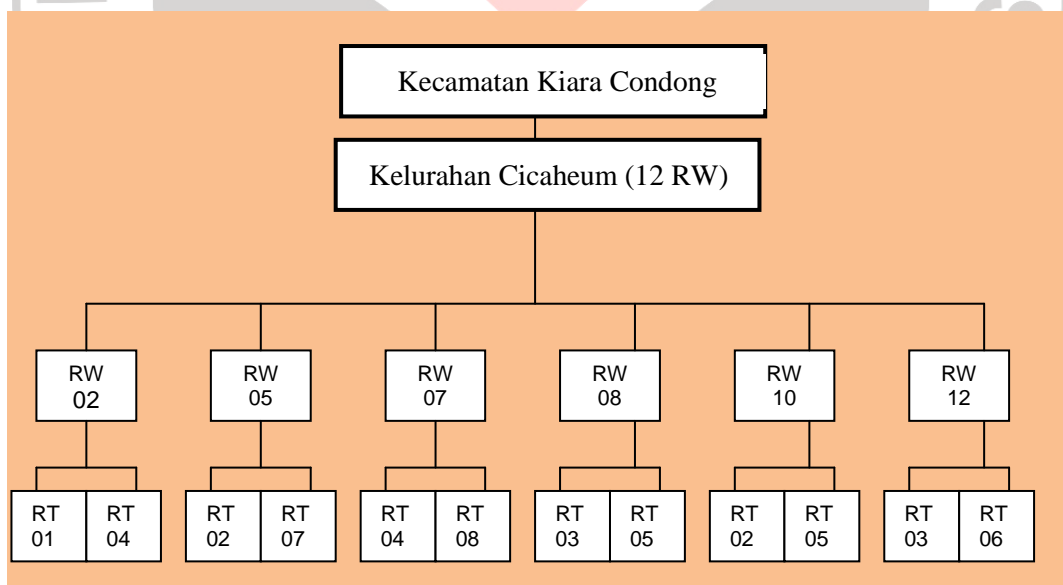 Kecamatan Kiara Condong
Kelurahan Cicaheum (12 RW)
RW
02
RW
05
RW
07
RW
08
RW
10
RW
12
RT
01
RT
04
RT
02
RT
07
RT
04
RT
08
RT
03
RT
05
RT
02
RT
05
RT
03
RT
06